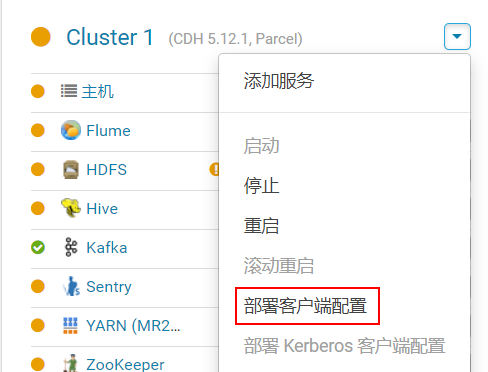 Cluster 1 (CDH 5.12.1, Parcel)
添加服务
主机
Flume
启动
HDFS
停止
Hive
重启
Kafka
滚动重启
Sentry
部署客户端配置
YARN (MR2...
部署 Kerberos 客户端配置
ZooKeeper